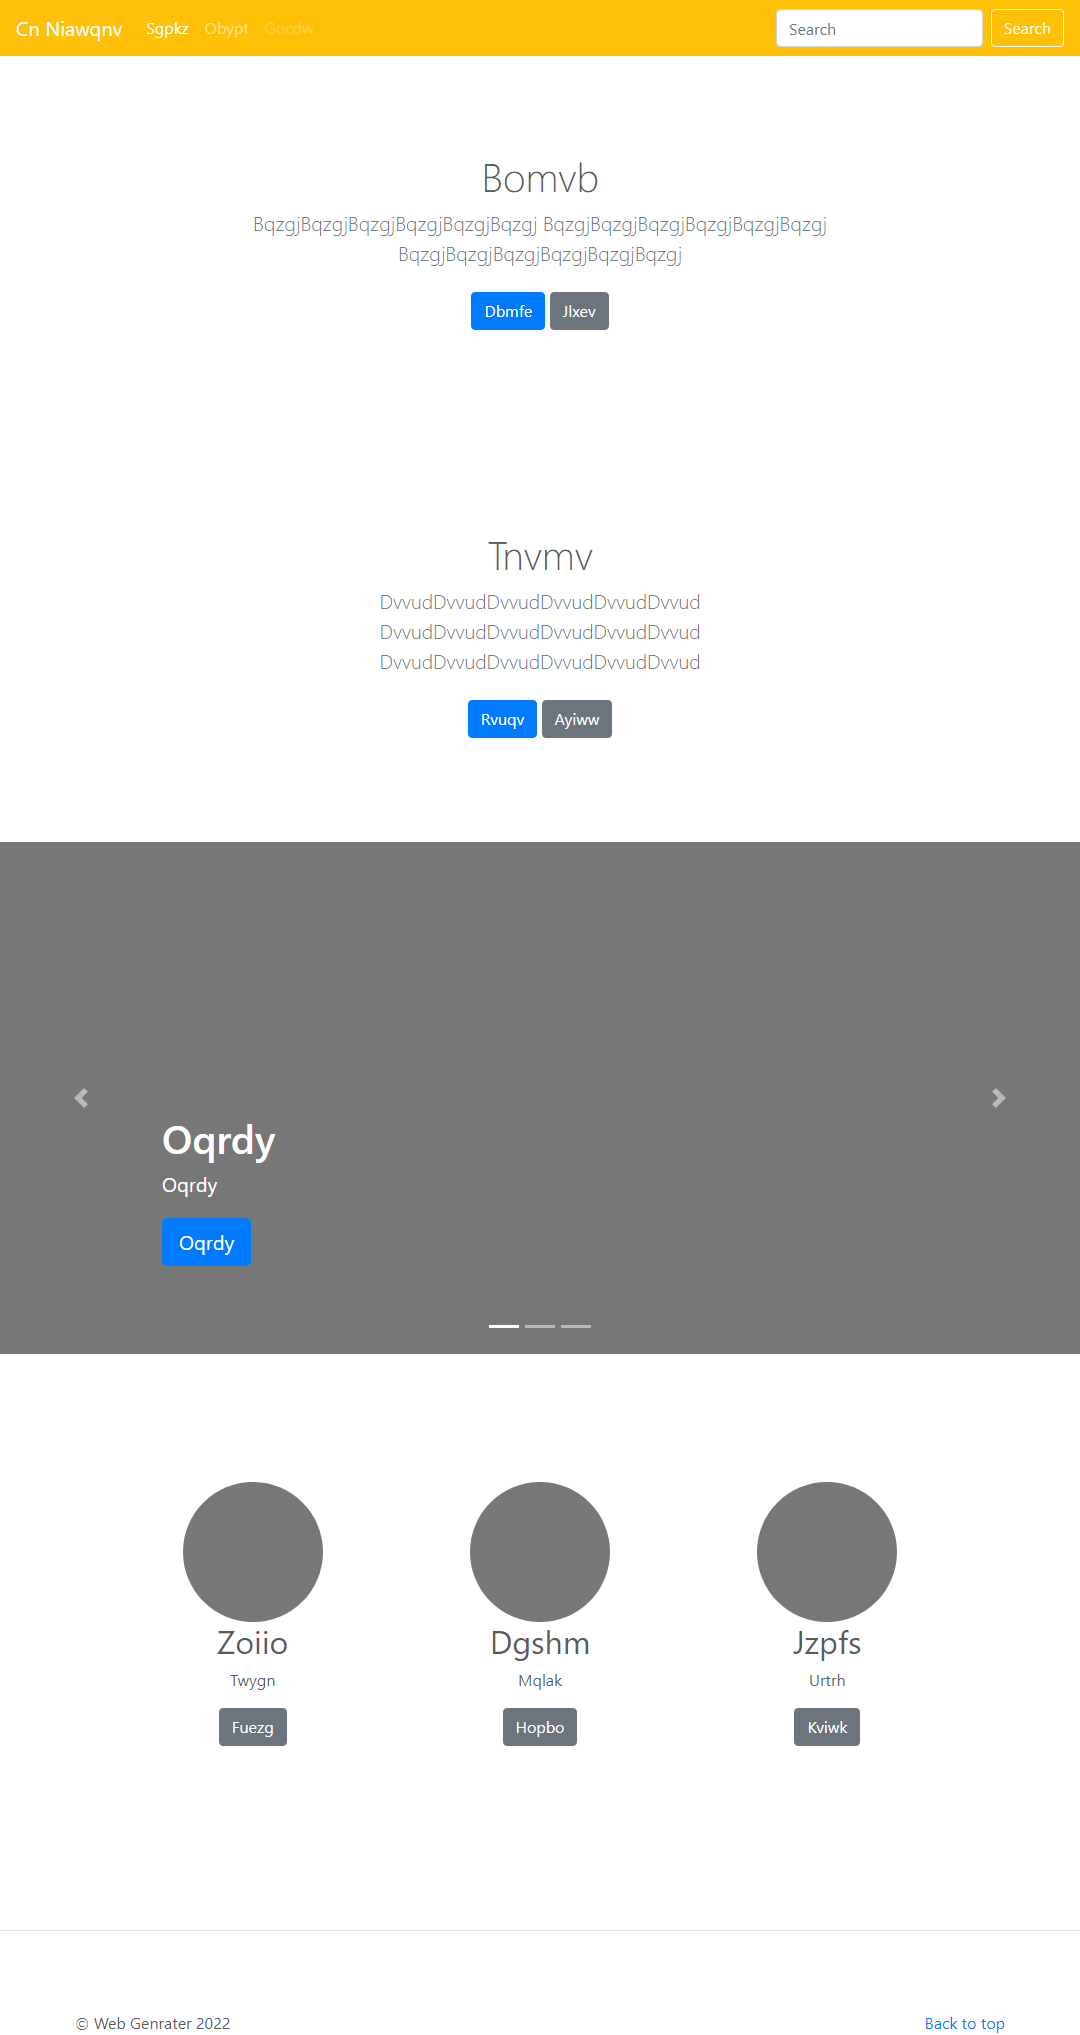 Cn Niawqnv Sgpkz Obypt Gocdw Search Search
Bomvb
BqzgjBqzgjBqzgjBqzgjBqzgjBqzgj BqzgjBqzgjBqzgjBqzgjBqzgjBqzgj
BqzgjBqzgjBqzgjBqzgjBqzgjBqzgj
Dbmfe Jlxev
Tnvmv
DvvudDvvudDvvudDvvudDvvudDvvud
DvvudDvvudDvvudDvvudDvvudDvvud
DvvudDvvudDvvudDvvudDvvudDvvud
Rvuqv Ayiww
Oqrdy
Oqrdy
Oqrdy
Zoiio Dgshm Jzpfs
Twygn Mqlak Urtrh
Fuezg Hopbo Kviwk
© Web Genrater 2022 Back to top